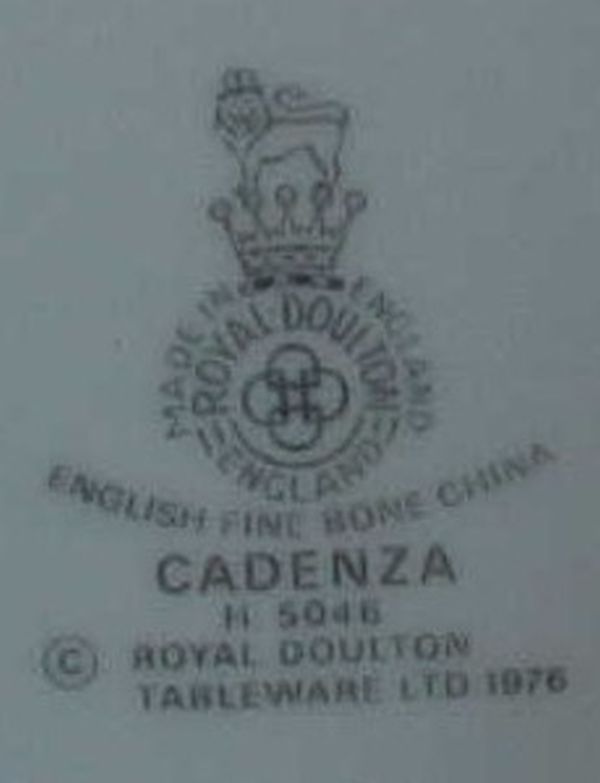 MADE IN ENGLAND
ROYAL DOULTON
ENGLAND
ENGLISH FINE BONE CHINA
CADENZA
H 5046
© ROYAL DOULTON
TABLEWARE LTD 1976